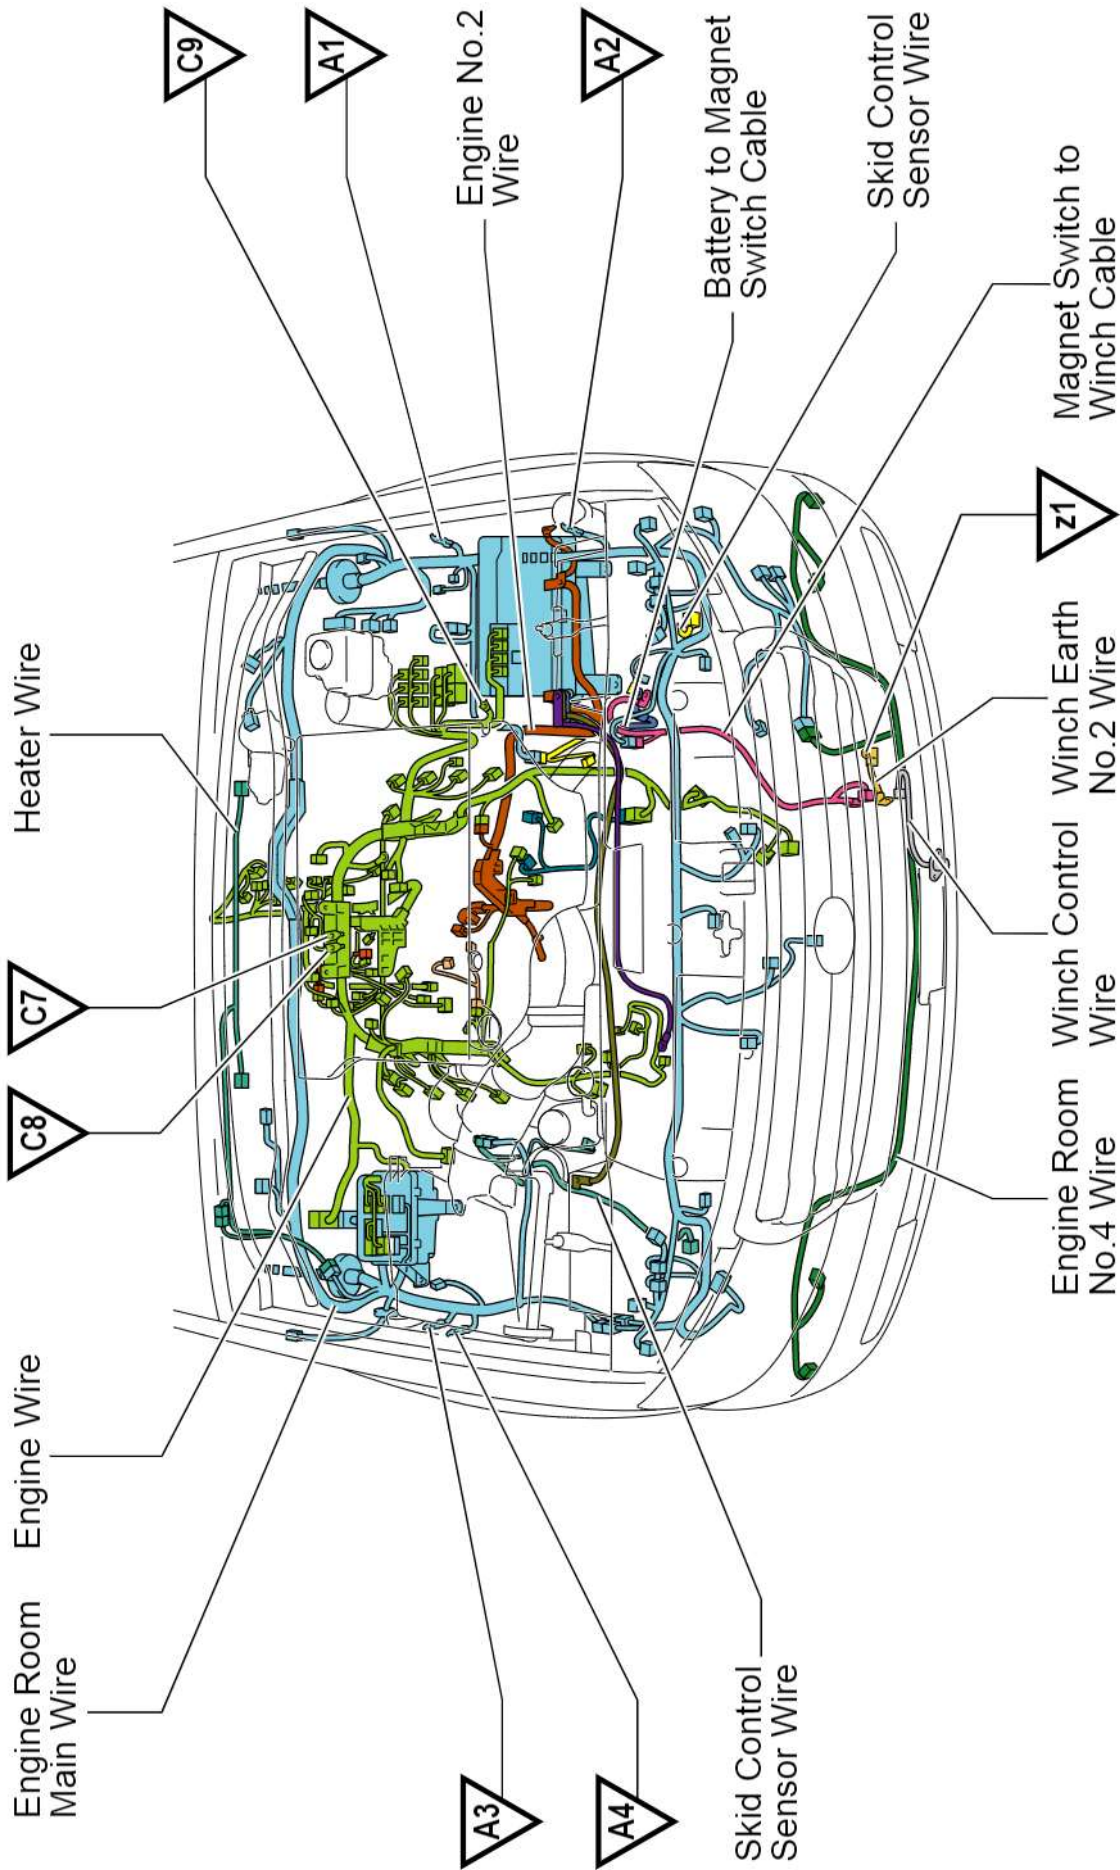 Engine Room
Main Wire
Engine Wire
C8
C7
Heater Wire
C9
A1
Engine No.2
Wire
A2
Battery to Magnet
Switch Cable
Skid Control
Sensor Wire
Magnet Switch to
Winch Cable
z1
Winch Earth
No.2 Wire
Winch Control
Wire
Engine Room
No.4 Wire
Skid Control
Sensor Wire
A4
A3